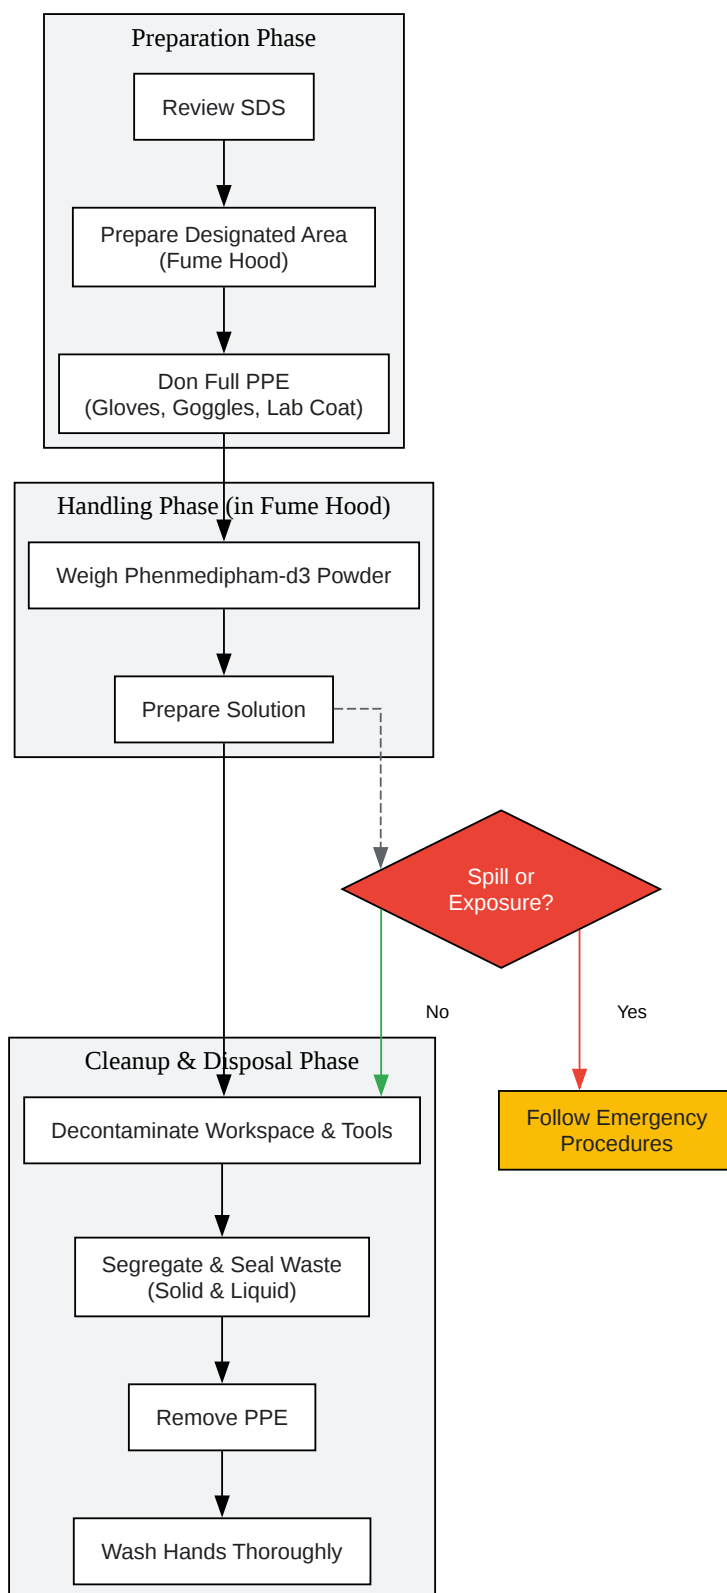 Preparation Phase
Review SDS
Prepare Designated Area
(Fume Hood)
Don Full PPE
(Gloves, Goggles, Lab Coat)
Handling Phase (in Fume Hood)
Weigh Phenmedipham-d3 Powder
Prepare Solution
Spill or
Exposure?
No
Yes
Cleanup & Disposal Phase
Decontaminate Workspace & Tools
Follow Emergency
Procedures
Segregate & Seal Waste
(Solid & Liquid)
Remove PPE
Wash Hands Thoroughly